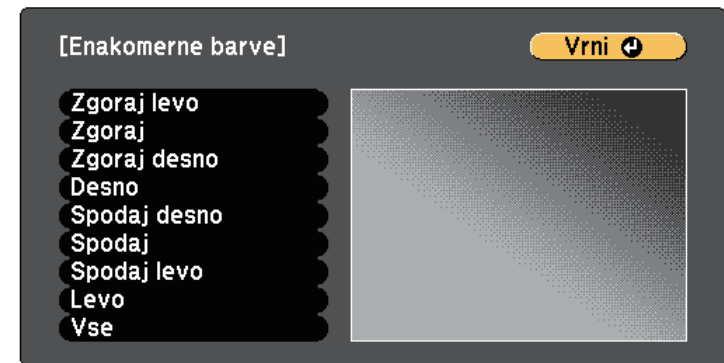 [Enakomerne barve]
Vrni
Zgoraj levo
Zgoraj
Zgoraj desno
Desno
Spodaj desno
Spodaj
Spodaj levo
Levo
Vse